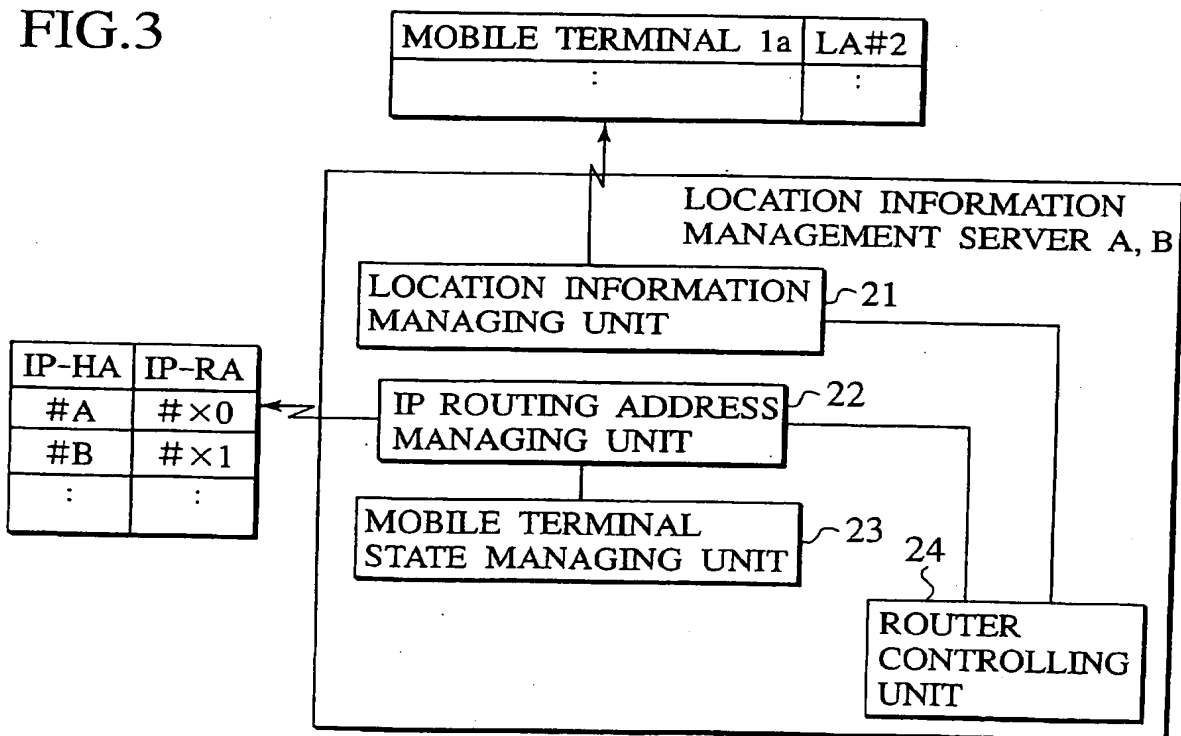 FIG.3
MOBILE TERMINAL 1a LA#2
: :
LOCATION INFORMATION
MANAGEMENT SERVER A, B
LOCATION INFORMATION
MANAGING UNIT
21
IP-HA IP-RA
#A #×0
#B #×1
: :
IP ROUTING ADDRESS
MANAGING UNIT
22
MOBILE TERMINAL
STATE MANAGING UNIT
23
24
ROUTER
CONTROLLING
UNIT